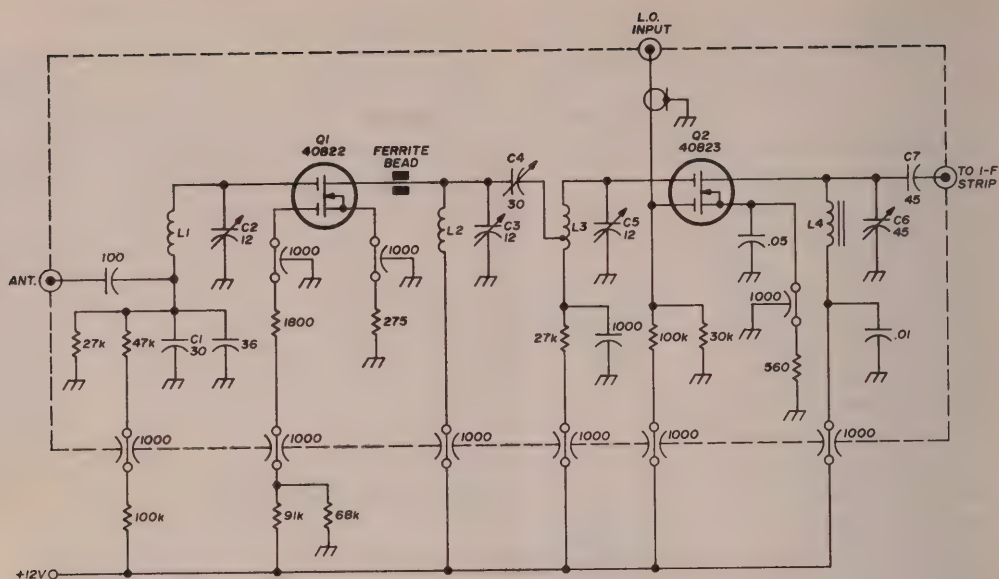 L.O.
INPUT
Q1
40822
FERRITE
BEAD
C4
30
Q2
40823
C7
45
TO I-F
STRIP
L1
C2
12
L2
C3
12
L3
C5
12
L4
C6
45
ANT.
100
1000
1000
.05
1000
27k
47k
C1
30
36
1800
275
27k
1000
100k
30k
560
.01
1000
1000
1000
1000
1000
1000
100k
91k
68k
+12V